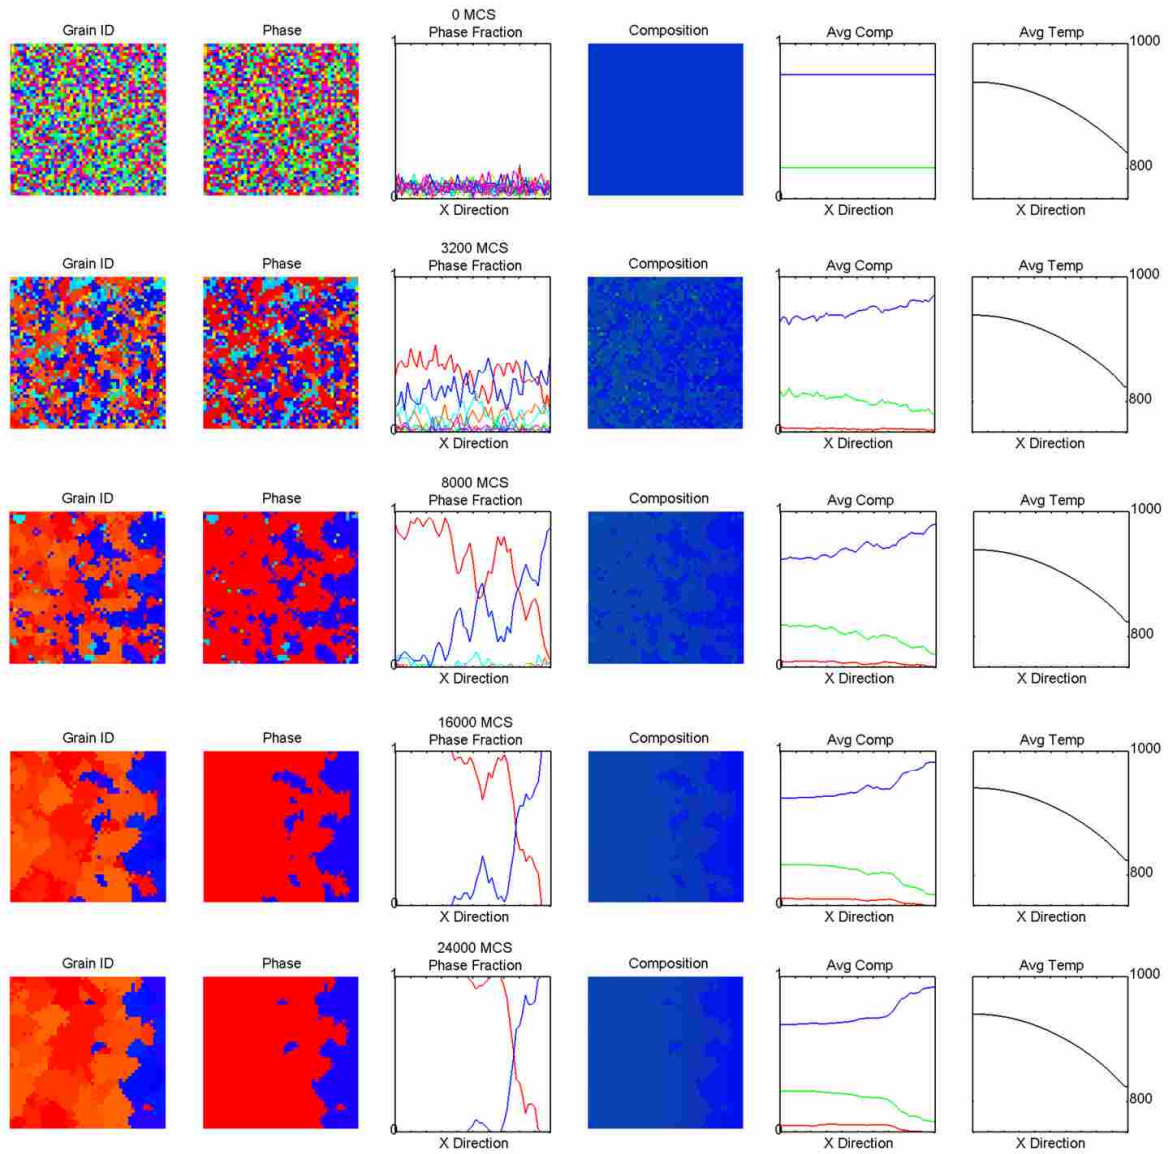 0 MCS
Grain ID Phase Phase Fraction Composition Avg Comp Avg Temp
1 1 1000
800
0 0
X Direction X Direction X Direction
3200 MCS
Grain ID Phase Phase Fraction Composition Avg Comp Avg Temp
1 1 1000
800
0 0
X Direction X Direction X Direction
8000 MCS
Grain ID Phase Phase Fraction Composition Avg Comp Avg Temp
1 1 1000
800
0 0
X Direction X Direction X Direction
16000 MCS
Grain ID Phase Phase Fraction Composition Avg Comp Avg Temp
1 1 1000
800
0 0
X Direction X Direction X Direction
24000 MCS
Grain ID Phase Phase Fraction Composition Avg Comp Avg Temp
1 1 1000
800
0 0
X Direction X Direction X Direction